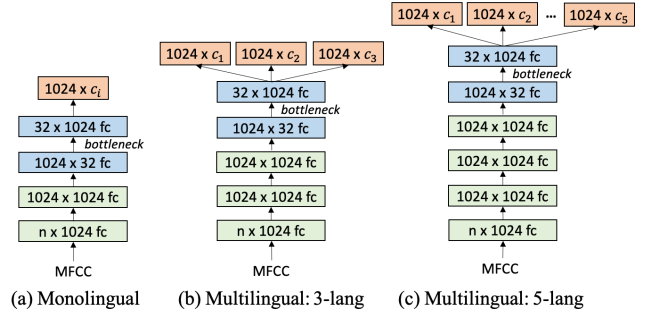 1024 x c_i
32 x 1024 fc
bottleneck
1024 x 32 fc
1024 x 1024 fc
n x 1024 fc
MFCC
(a) Monolingual
1024 x c_1 1024 x c_2 1024 x c_3
32 x 1024 fc
bottleneck
1024 x 32 fc
1024 x 1024 fc
1024 x 1024 fc
n x 1024 fc
MFCC
(b) Multilingual: 3-lang
1024 x c_1 1024 x c_2 ... 1024 x c_5
32 x 1024 fc
bottleneck
1024 x 32 fc
1024 x 1024 fc
1024 x 1024 fc
1024 x 1024 fc
n x 1024 fc
MFCC
(c) Multilingual: 5-lang